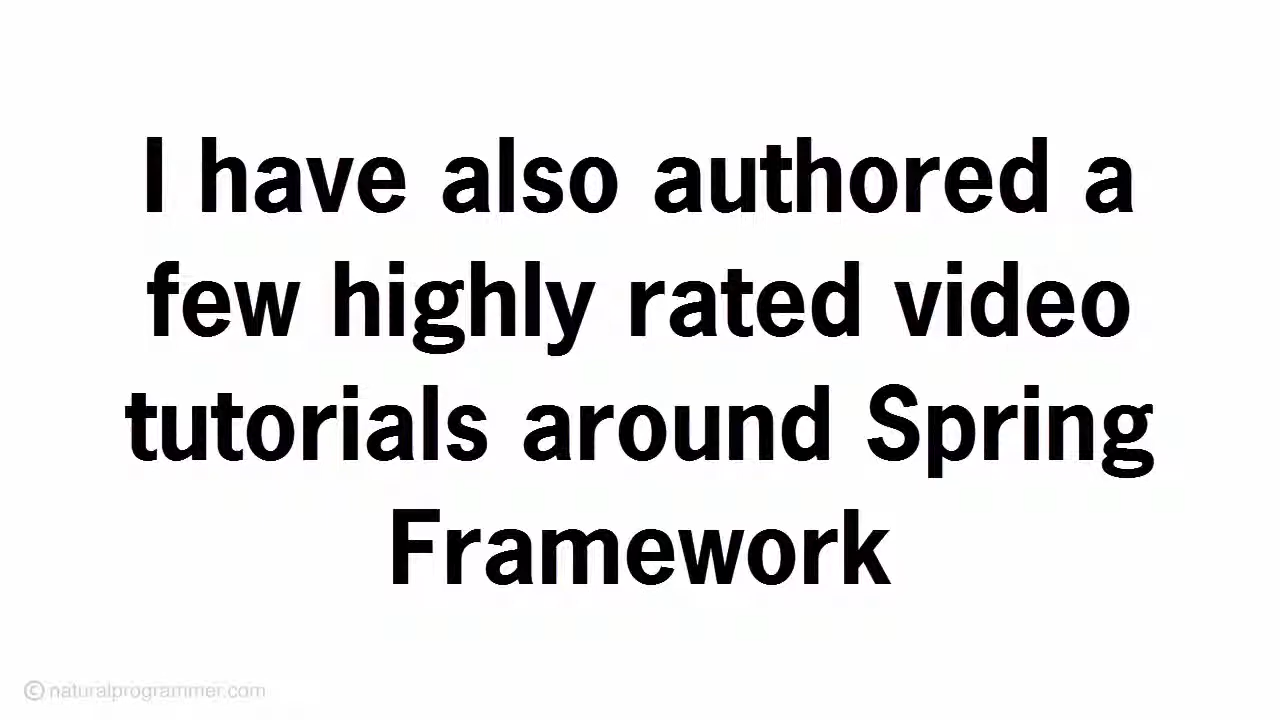 I have also authored a
few highly rated video
tutorials around Spring
Framework
© naturalprogrammer.com